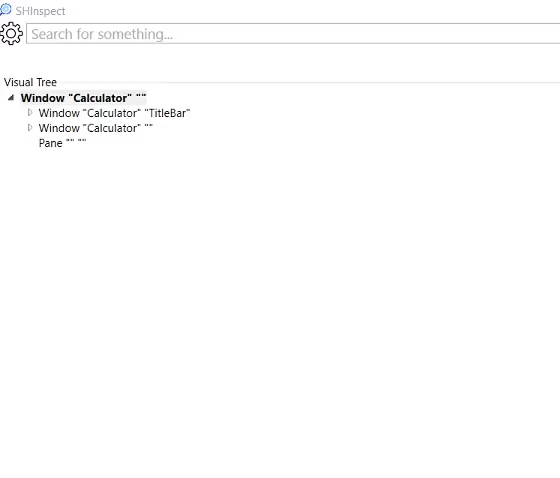 SHInspect
Search for something...
Visual Tree
Window "Calculator" ""
Window "Calculator" "TitleBar"
Window "Calculator" ""
Pane "" ""